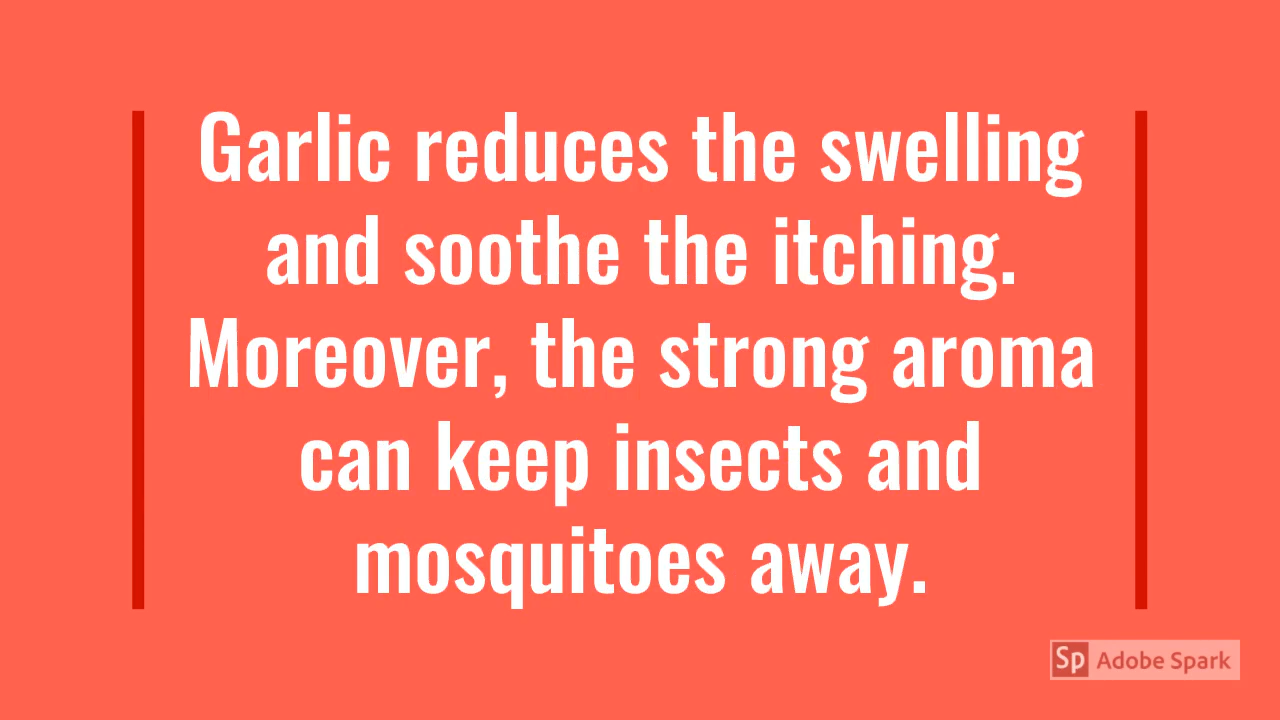 Garlic reduces the swelling
and soothe the itching.
Moreover, the strong aroma
can keep insects and
mosquitoes away.
Sp Adobe Spark